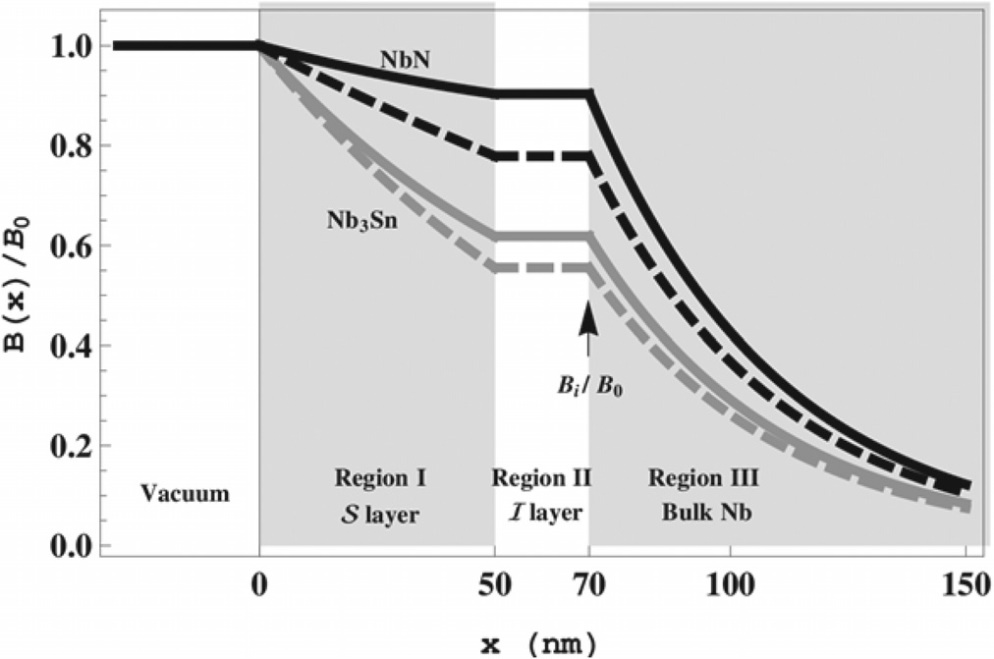 B(x)/B₀
1.0
0.8
0.6
0.4
0.2
0.0
NbN
Nb₃Sn
Bᵢ/ B₀
Vacuum
Region I
S layer
Region II
I layer
Region III
Bulk Nb
0 50 70 100 150
x (nm)